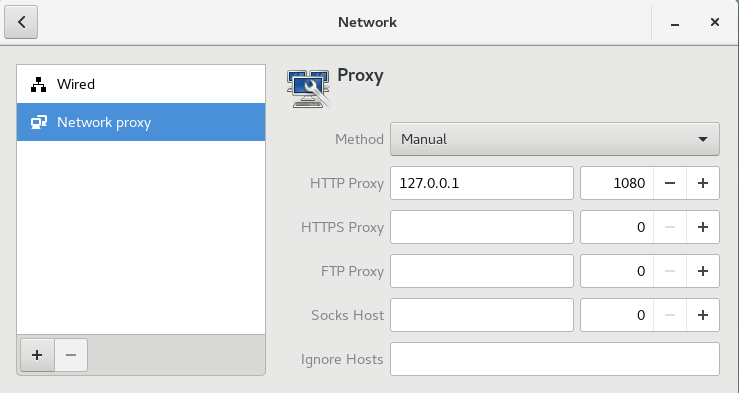 Network
Wired
Network proxy
Proxy
Method Manual
HTTP Proxy 127.0.0.1 1080 − +
HTTPS Proxy 0 − +
FTP Proxy 0 − +
Socks Host 0 − +
Ignore Hosts
+ −